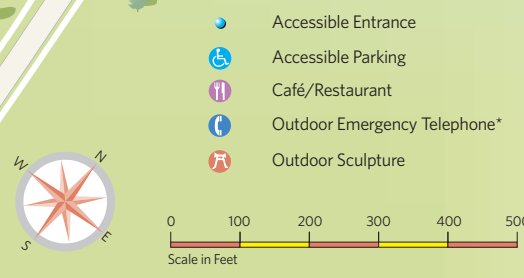 Accessible Entrance
Accessible Parking
Café/Restaurant
Outdoor Emergency Telephone*
Outdoor Sculpture
W N
S E
0 100 200 300 400 500
Scale in Feet